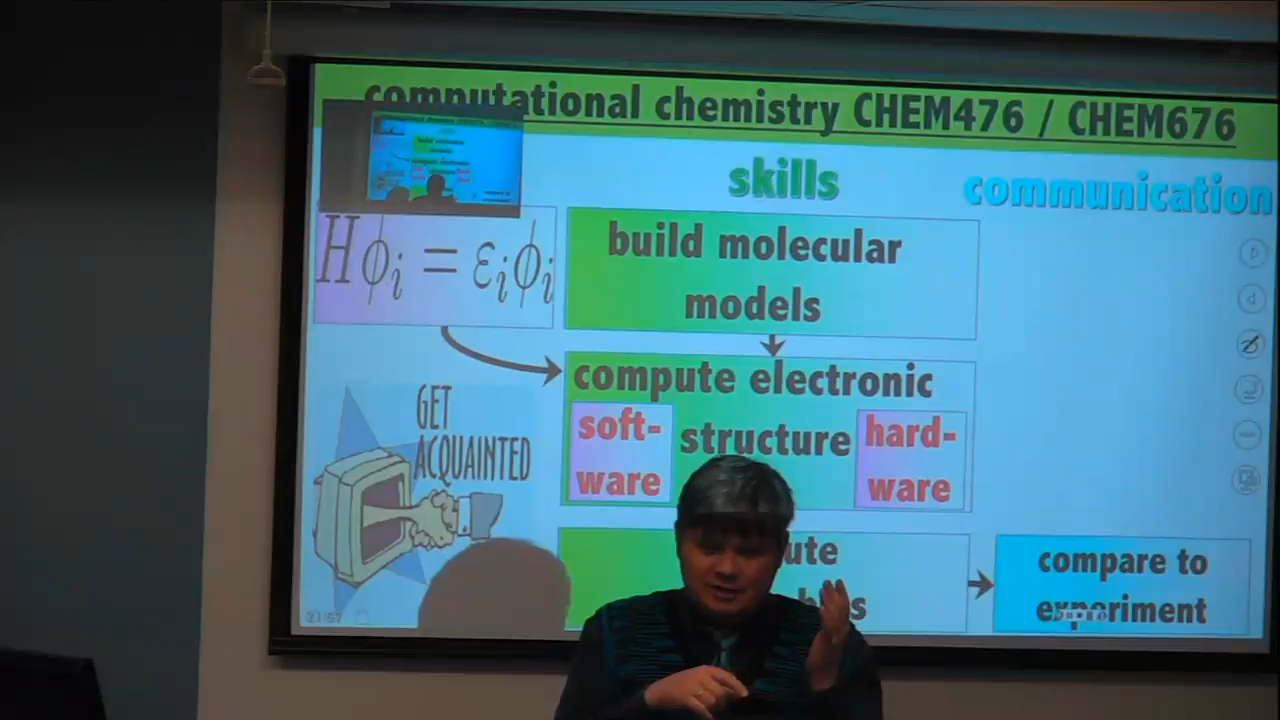 computational chemistry CHEM476 / CHEM676
skills
communication
Hϕi = εiϕi
build molecular
models
compute electronic
soft-
ware
structure
hard-
ware
GET
ACQUAINTED
compare to
experiment